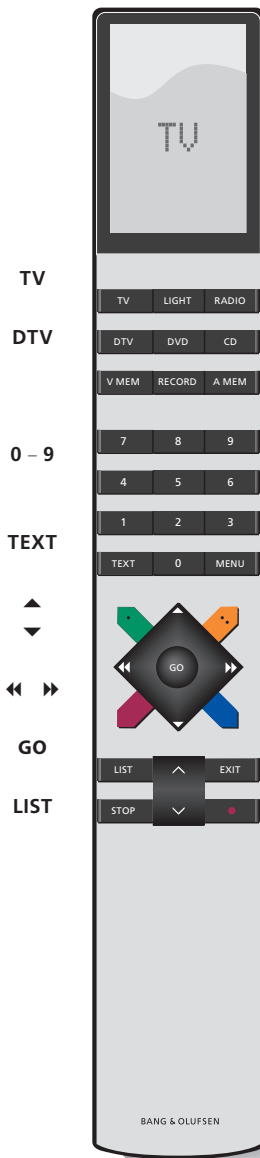 TV
TV
TV LIGHT RADIO
DTV
DTV DVD CD
V MEM RECORD A MEM
0 – 9
7 8 9
4 5 6
1 2 3
TEXT
TEXT 0 MENU
GO
GO
LIST EXIT
LIST
STOP
BANG & OLUFSEN